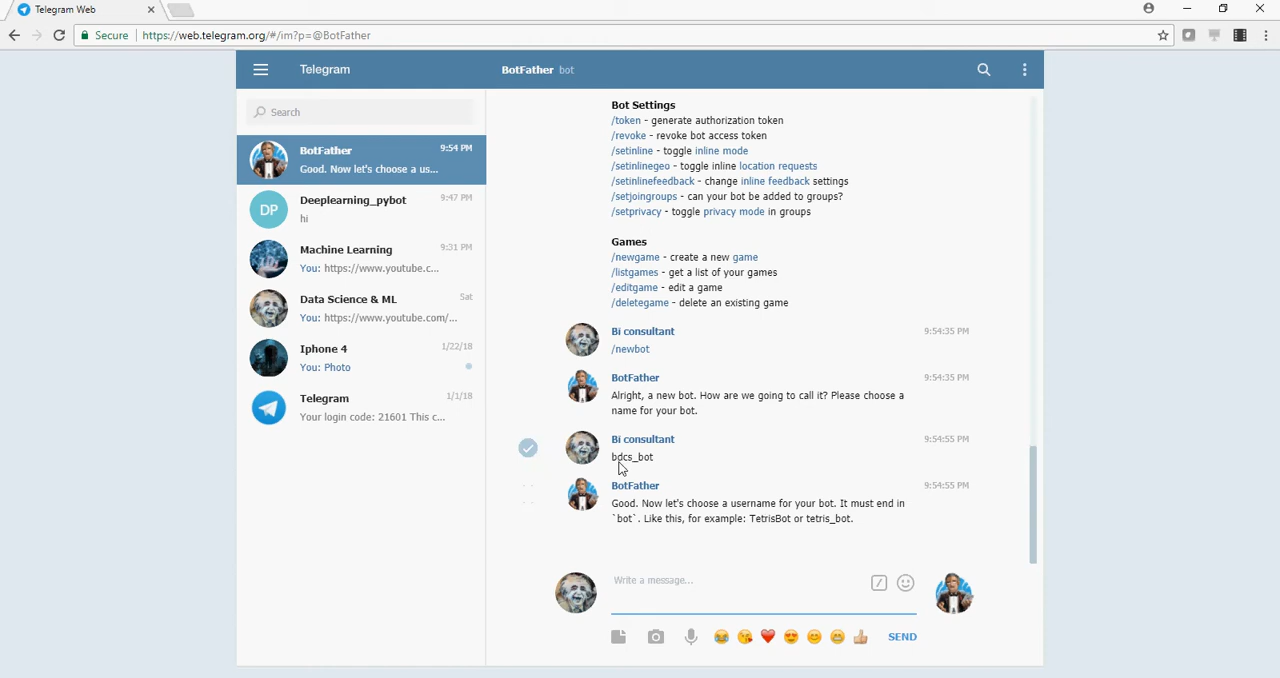 Telegram Web
Secure https://web.telegram.org/#/im?p=@BotFather
Telegram
BotFather bot
Search
BotFather 9:54 PM
Good. Now let's choose a us...
DP
Deeplearning_pybot 9:47 PM
hi
Machine Learning 9:31 PM
You: https://www.youtube.c...
Data Science & ML Sat
You: https://www.youtube.com/...
Iphone 4 1/22/18
You: Photo
Telegram 1/1/18
Your login code: 21601 This c...
Bot Settings
/token - generate authorization token
/revoke - revoke bot access token
/setinline - toggle inline mode
/setinlinegeo - toggle inline location requests
/setinlinefeedback - change inline feedback settings
/setjoingroups - can your bot be added to groups?
/setprivacy - toggle privacy mode in groups
Games
/newgame - create a new game
/listgames - get a list of your games
/editgame - edit a game
/deletegame - delete an existing game
Bi consultant 9:54:35 PM
/newbot
BotFather 9:54:35 PM
Alright, a new bot. How are we going to call it? Please choose a
name for your bot.
Bi consultant 9:54:55 PM
bdcs_bot
BotFather 9:54:55 PM
Good. Now let's choose a username for your bot. It must end in
`bot`. Like this, for example: TetrisBot or tetris_bot.
Write a message...
SEND